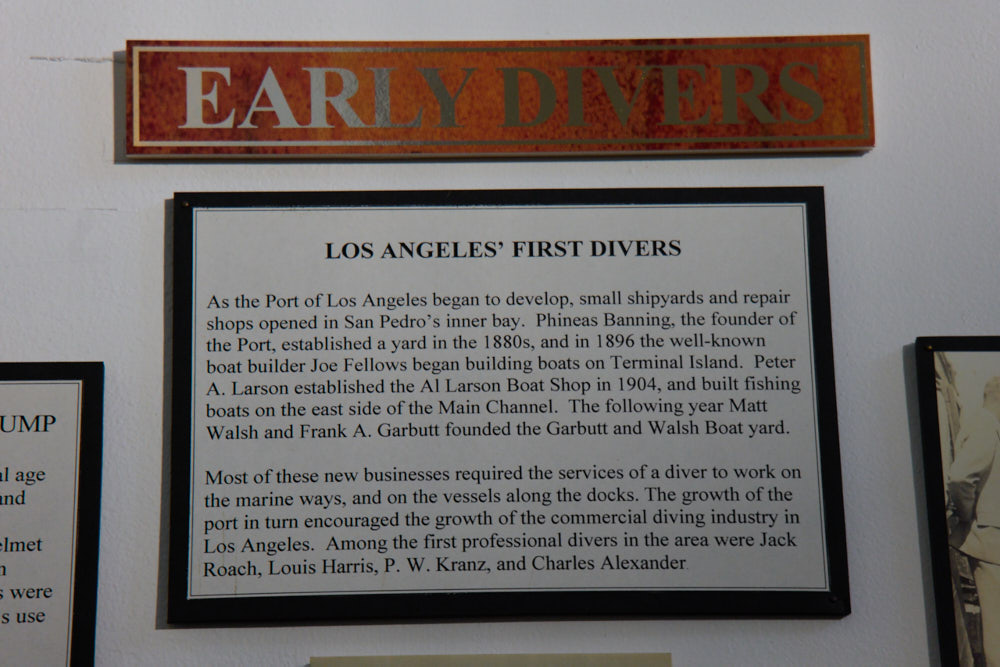 EARLY DIVERS
LOS ANGELES' FIRST DIVERS
As the Port of Los Angeles began to develop, small shipyards and repair
shops opened in San Pedro's inner bay. Phineas Banning, the founder of
the Port, established a yard in the 1880s, and in 1896 the well-known
boat builder Joe Fellows began building boats on Terminal Island. Peter
A. Larson established the Al Larson Boat Shop in 1904, and built fishing
boats on the east side of the Main Channel. The following year Matt
Walsh and Frank A. Garbutt founded the Garbutt and Walsh Boat yard.
Most of these new businesses required the services of a diver to work on
the marine ways, and on the vessels along the docks. The growth of the
port in turn encouraged the growth of the commercial diving industry in
Los Angeles. Among the first professional divers in the area were Jack
Roach, Louis Harris, P. W. Kranz, and Charles Alexander
UMP
age
were
use